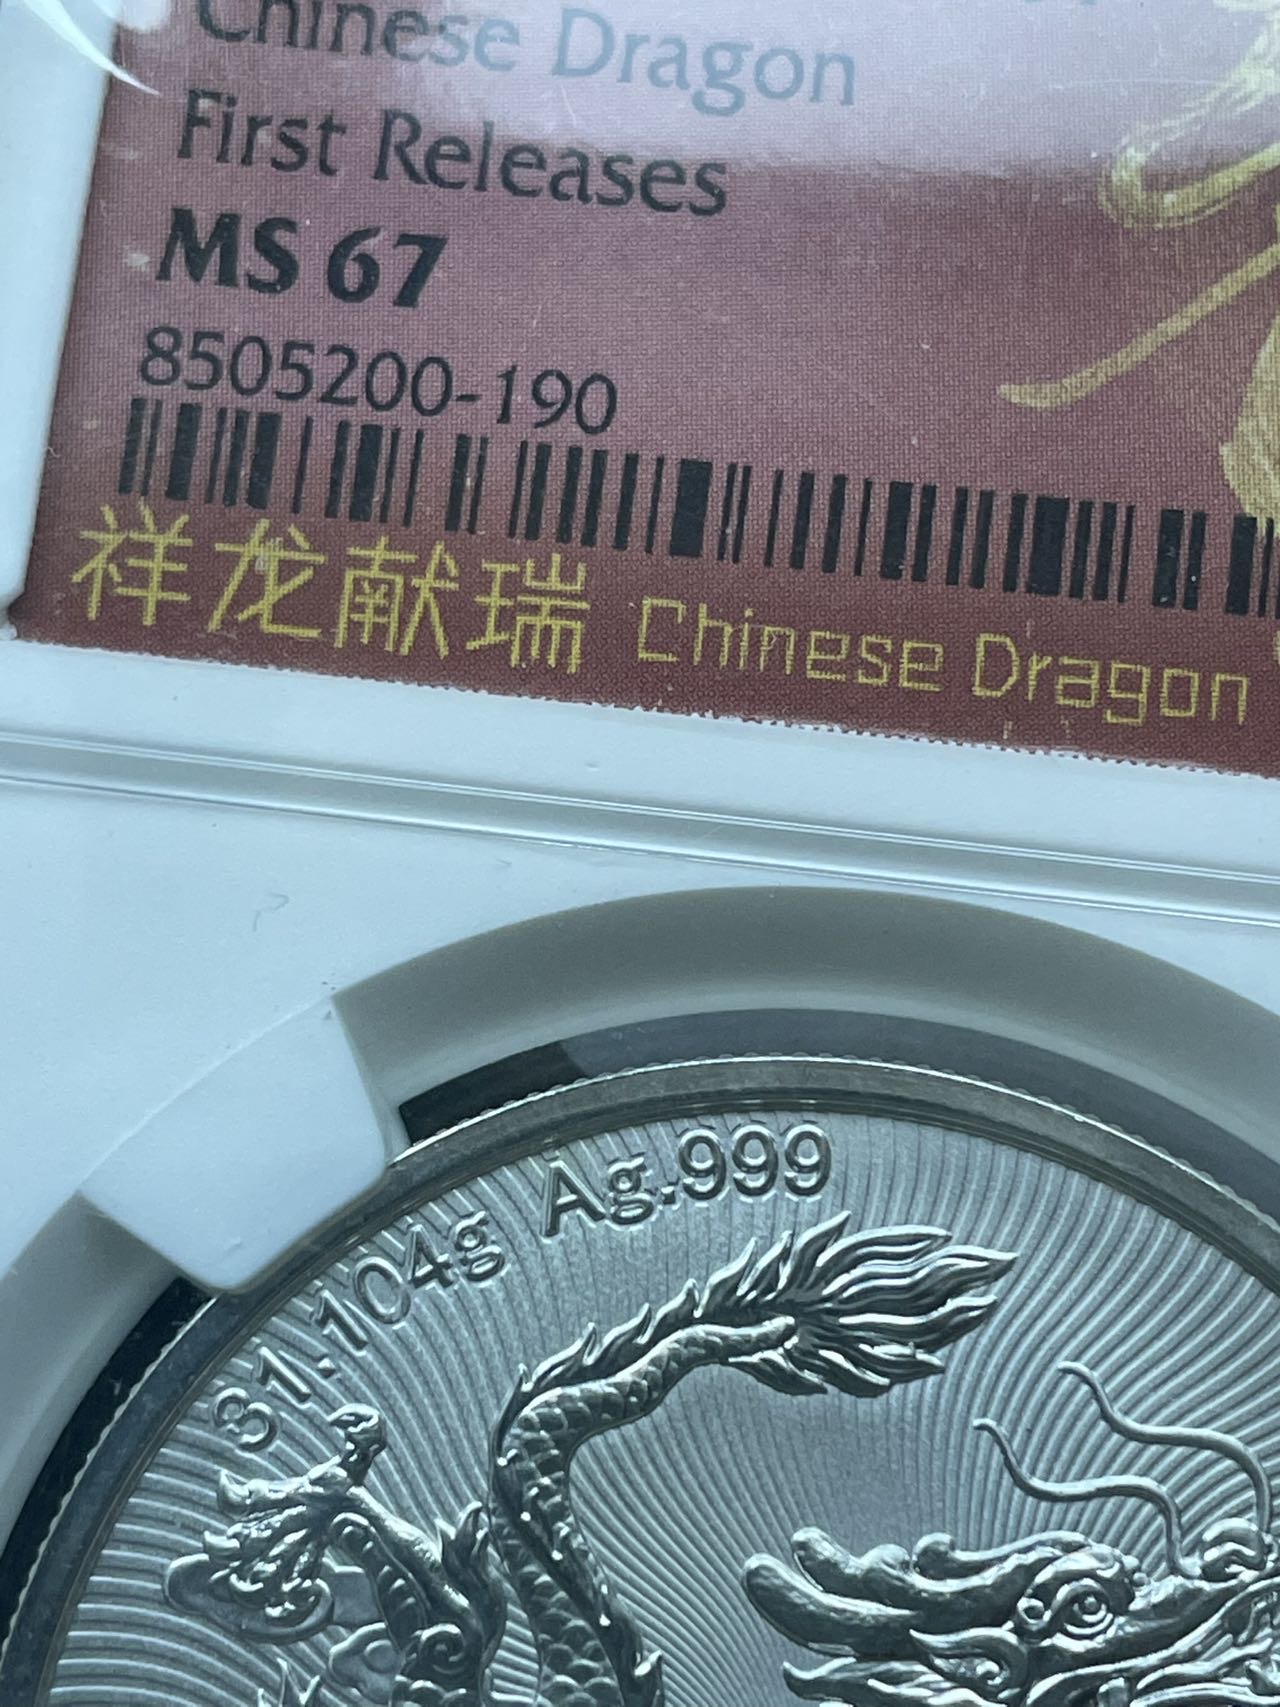 Chinese Dragon
First Releases
MS 67
8505200-190
祥龙献瑞 Chinese Dragon
31.104g Ag.999